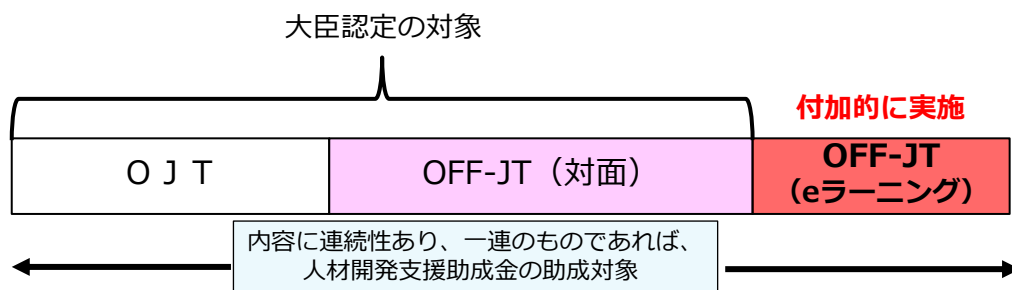 大臣認定の対象
付加的に実施
ＯＪＴ
OFF-JT（対面）
OFF-JT
（eラーニング）
内容に連続性あり、一連のものであれば、
人材開発支援助成金の助成対象